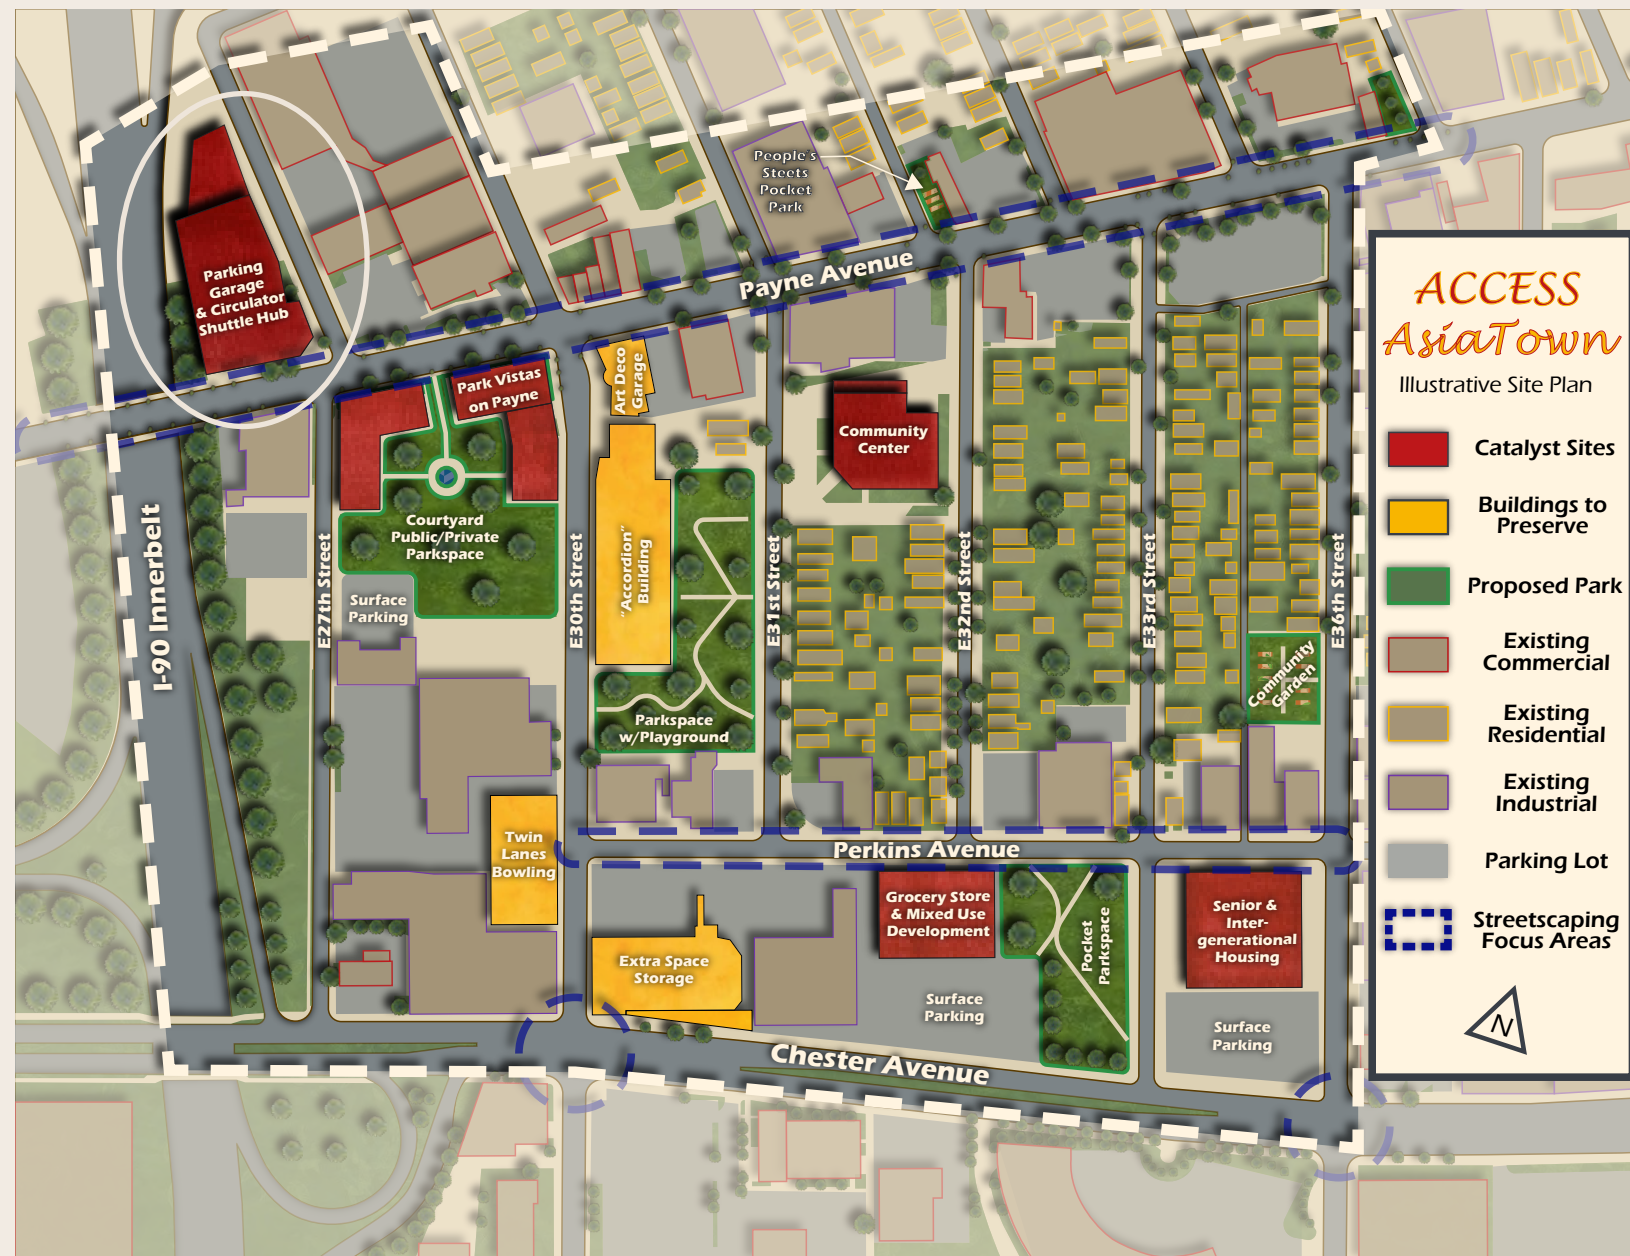 People's
Steets
Pocket
Park
Payne Avenue
Parking
Garage
& Circulator
Shuttle Hub
Park Vistas
on Payne
Art Deco
Garage
Community
Center
Courtyard
Public/Private
Parkspace
"Accordion"
Building
Surface
Parking
I-90 Innerbelt
E27th Street
E30th Street
E31st Street
E32nd Street
E33rd Street
E36th Street
Community
Garden
Parkspace
w/Playground
Twin
Lanes
Bowling
Perkins Avenue
Grocery Store
& Mixed Use
Development
Pocket
Parkspace
Senior &
Inter-
generational
Housing
Extra Space
Storage
Surface
Parking
Surface
Parking
Chester Avenue
ACCESS
AsiaTown
Illustrative Site Plan
Catalyst Sites
Buildings to
Preserve
Proposed Park
Existing
Commercial
Existing
Residential
Existing
Industrial
Parking Lot
Streetscaping
Focus Areas
N